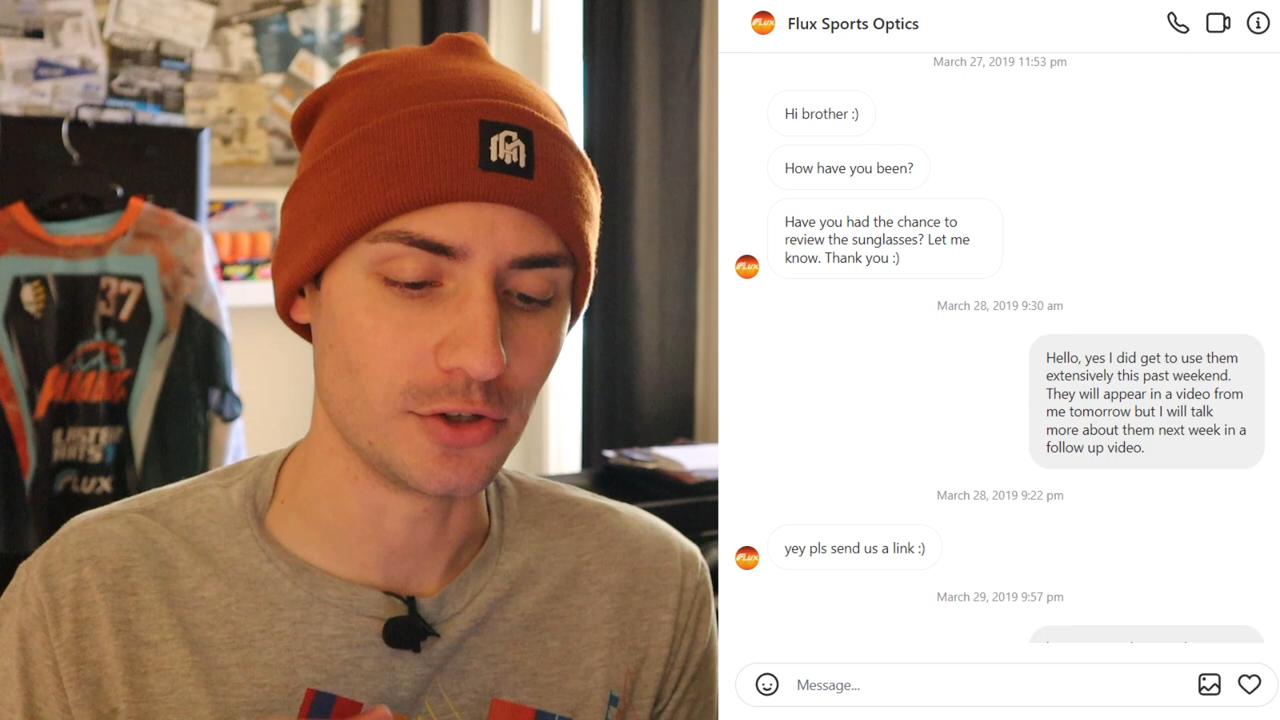 Flux Sports Optics
March 27, 2019 11:53 pm
Hi brother :)
How have you been?
Have you had the chance to
review the sunglasses? Let me
know. Thank you :)
FLUX
March 28, 2019 9:30 am
Hello, yes I did get to use them
extensively this past weekend.
They will appear in a video from
me tomorrow but I will talk
more about them next week in a
follow up video.
March 28, 2019 9:22 pm
yey pls send us a link :)
FLUX
March 29, 2019 9:57 pm
Message...
37
FLUX